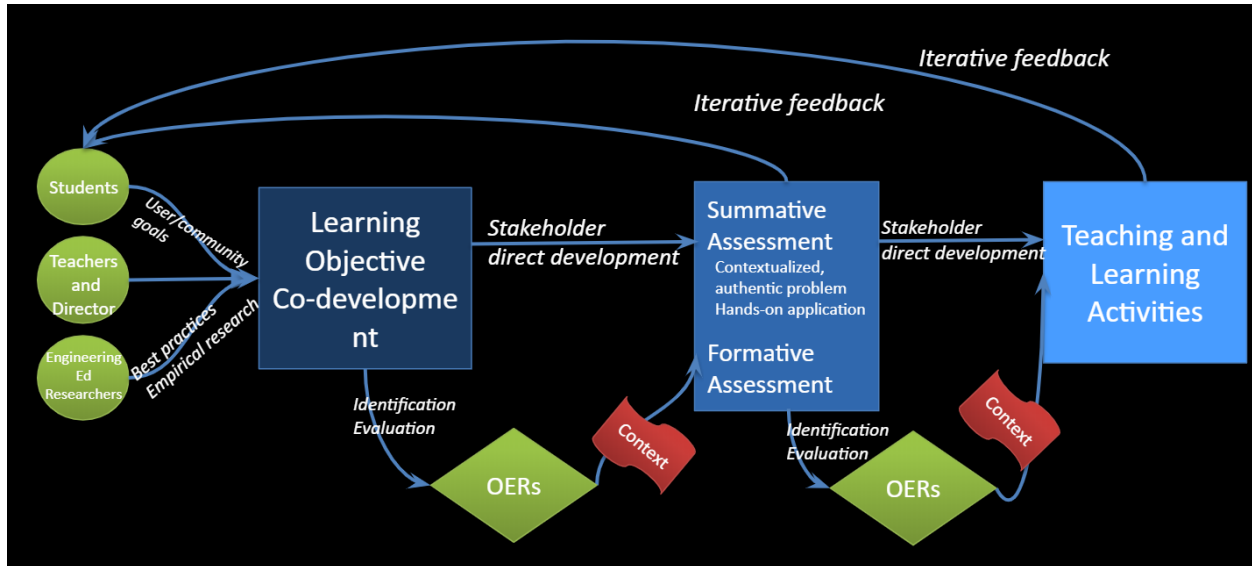 Iterative feedback
Iterative feedback
Students
User/community
goals
Teachers
and
Director
Best practices
Empirical research
Engineering
Ed
Researchers
Learning
Objective
Co-developme
nt
Stakeholder
direct development
Identification
Evaluation
OERs
Context
Summative
Assessment
Contextualized,
authentic problem
Hands-on application
Formative
Assessment
Stakeholder
direct development
Identification
Evaluation
OERs
Context
Teaching and
Learning
Activities